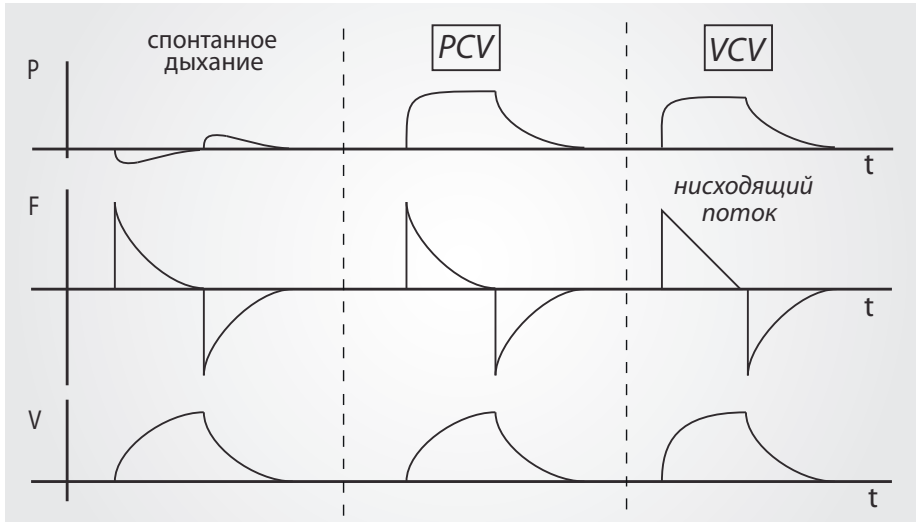 спонтанное
дыхание
PCV
VCV
P
t
F
нисходящий
поток
t
V
t